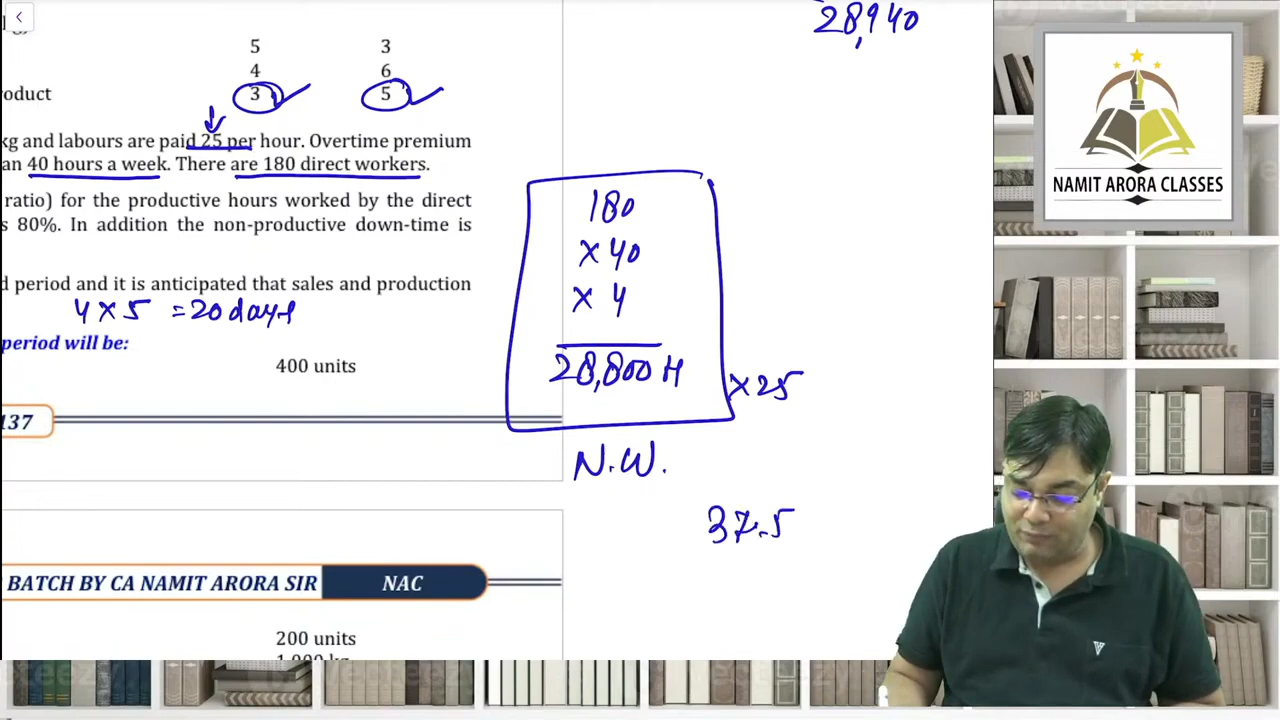 28,940
5 3
4 6
roduct 3 5
kg and labours are paid 25 per hour. Overtime premium
an 40 hours a week. There are 180 direct workers.
ratio) for the productive hours worked by the direct
s 80%. In addition the non-productive down-time is
d period and it is anticipated that sales and production
4 × 5 = 20 days
period will be:
400 units
137
180
× 40
× 4
28,800 H
× 25
N.W.
37.5
BATCH BY CA NAMIT ARORA SIR NAC
200 units
1,000 kg
NAMIT ARORA CLASSES